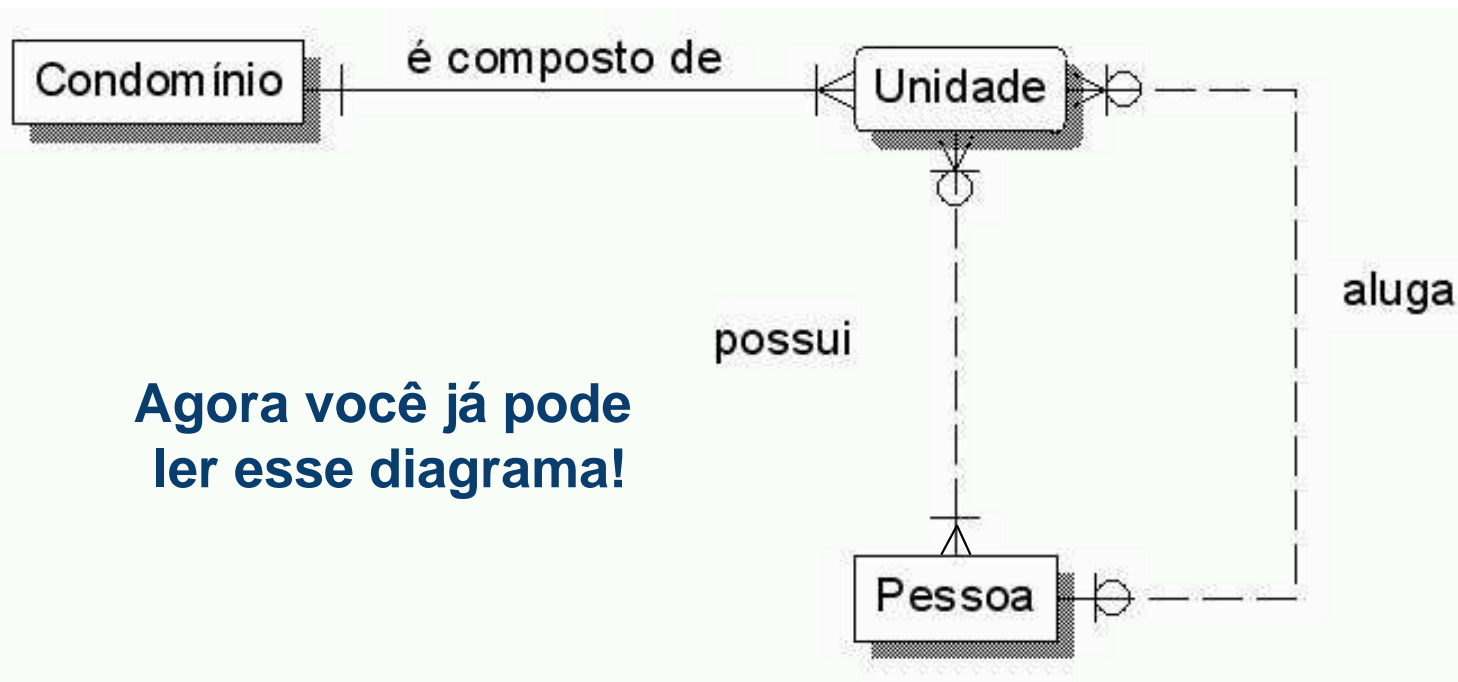 Condomínio
é composto de
Unidade
aluga
possui
Agora você já pode
ler esse diagrama!
Pessoa